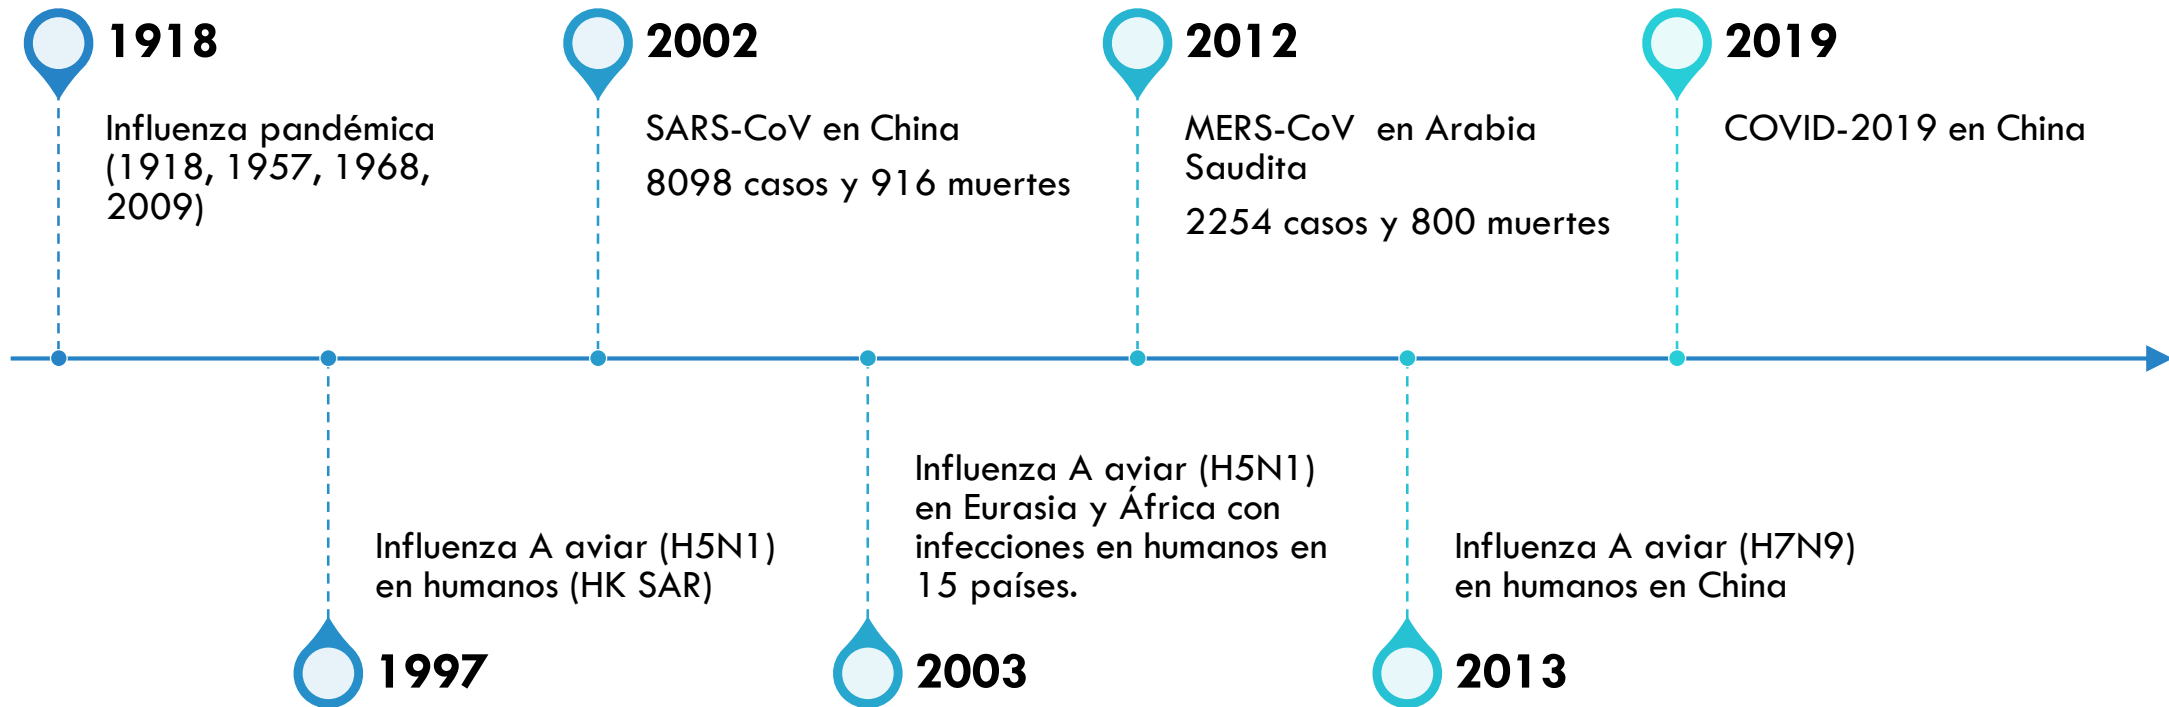 1918
Influenza pandémica
(1918, 1957, 1968,
2009)
1997
Influenza A aviar (H5N1)
en humanos (HK SAR)
2002
SARS-CoV en China
8098 casos y 916 muertes
2003
Influenza A aviar (H5N1)
en Eurasia y África con
infecciones en humanos en
15 países.
2012
MERS-CoV  en Arabia
Saudita
2254 casos y 800 muertes
2013
Influenza A aviar (H7N9)
en humanos en China
2019
COVID-2019 en China